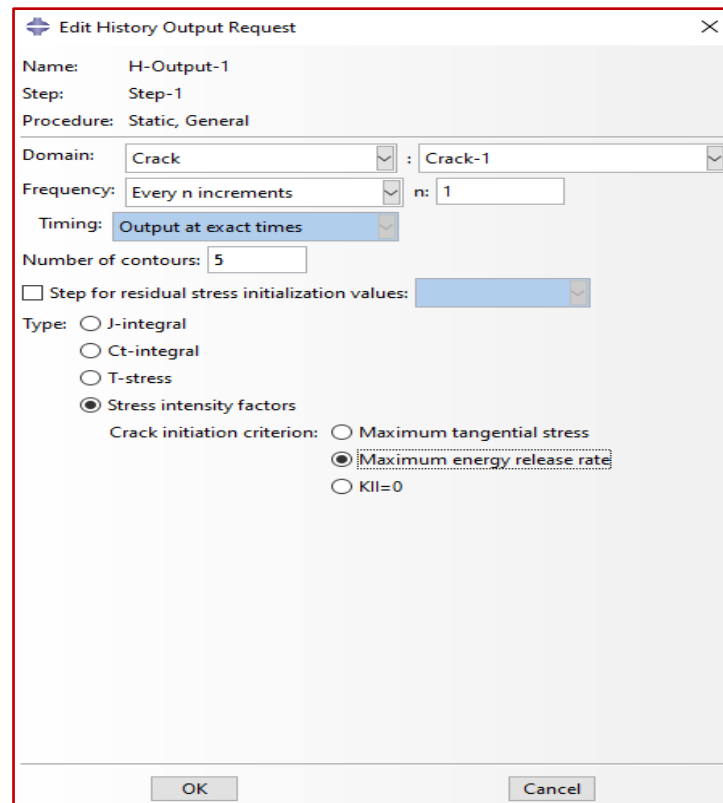 Edit History Output Request
Name: H-Output-1
Step: Step-1
Procedure: Static, General
Domain: Crack : Crack-1
Frequency: Every n increments n: 1
Timing: Output at exact times
Number of contours: 5
Step for residual stress initialization values:
Type: J-integral
Ct-integral
T-stress
Stress intensity factors
Crack initiation criterion: Maximum tangential stress
Maximum energy release rate
KII=0
OK Cancel